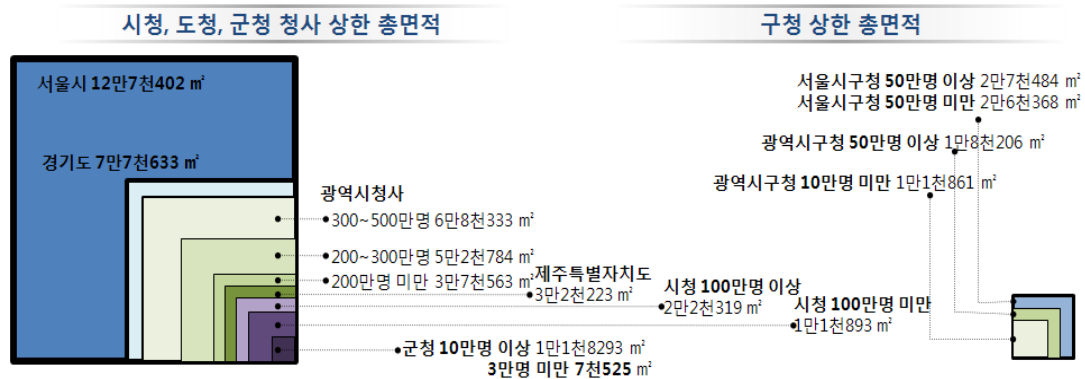 시청, 도청, 군청 청사 상한 총면적
구청 상한 총면적
서울시 12만7천402 ㎡
경기도 7만7천633 ㎡
광역시청사
300~500만명 6만8천333 ㎡
200~300만명 5만2천784 ㎡
200만명 미만 3만7천563 ㎡
제주특별자치도
3만2천223 ㎡
시청 100만명 이상
2만2천319 ㎡
시청 100만명 미만
1만1천893 ㎡
군청 10만명 이상 1만1천8293 ㎡
3만명 미만 7천525 ㎡
서울시구청 50만명 이상 2만7천484 ㎡
서울시구청 50만명 미만 2만6천368 ㎡
광역시구청 50만명 이상 1만8천206 ㎡
광역시구청 10만명 미만 1만1천861 ㎡